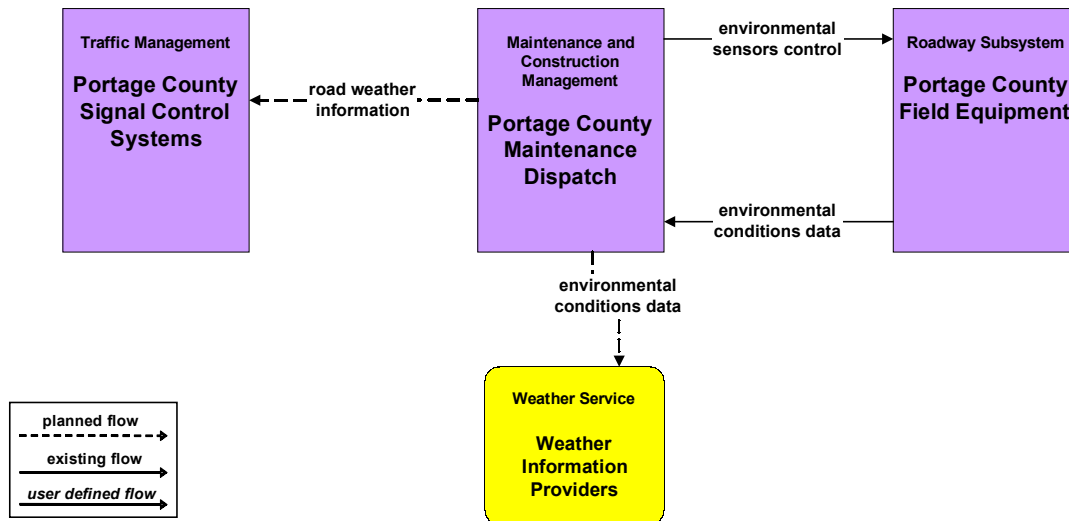 Traffic Management
Portage County
Signal Control
Systems
road weather
information
Maintenance and
Construction
Management
Portage County
Maintenance
Dispatch
environmental
sensors control
Roadway Subsystem
Portage County
Field Equipment
environmental
conditions data
environmental
conditions data
Weather Service
Weather
Information
Providers
planned flow
existing flow
user defined flow